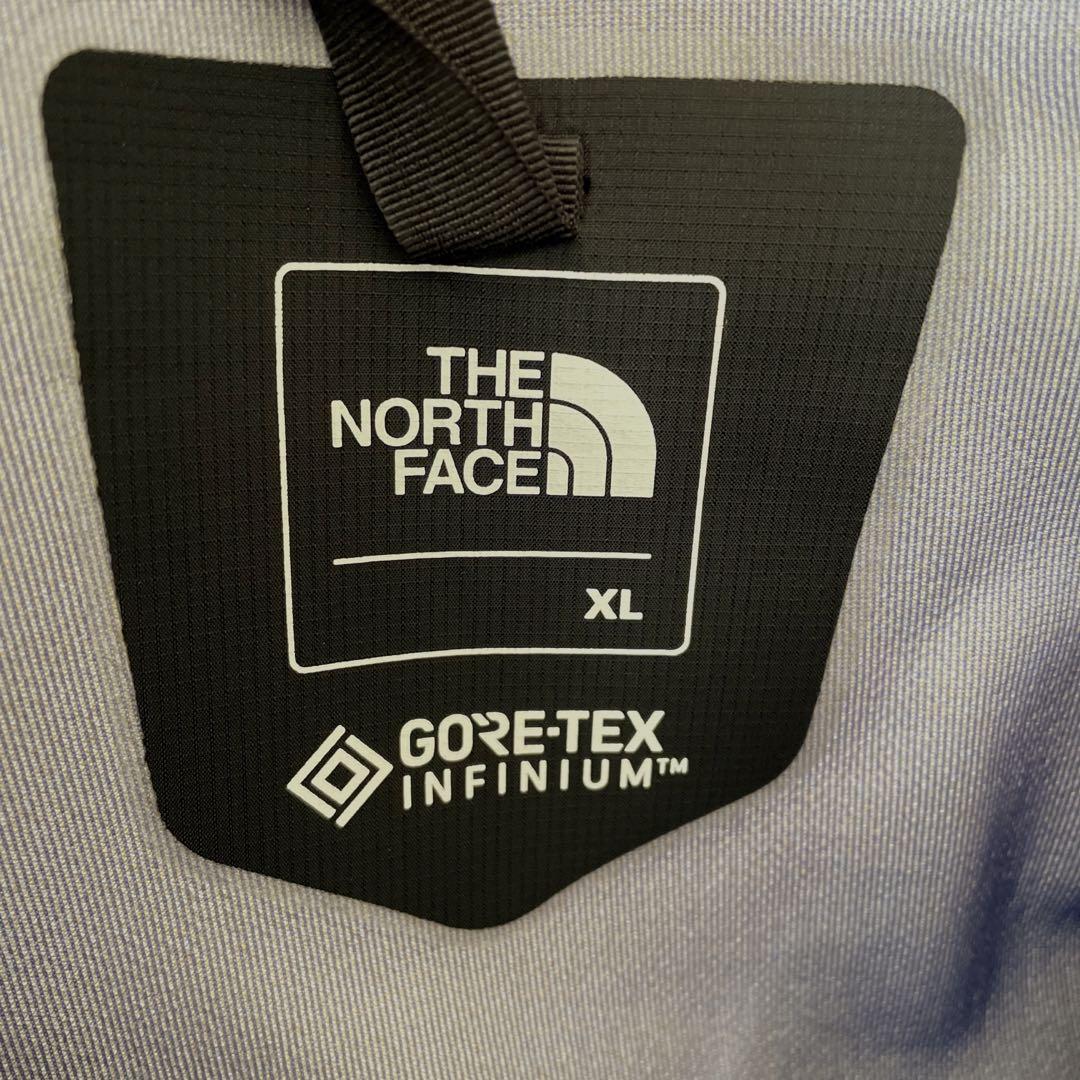 THE
NORTH
FACE
XL
GORE-TEX
INFINIUM™